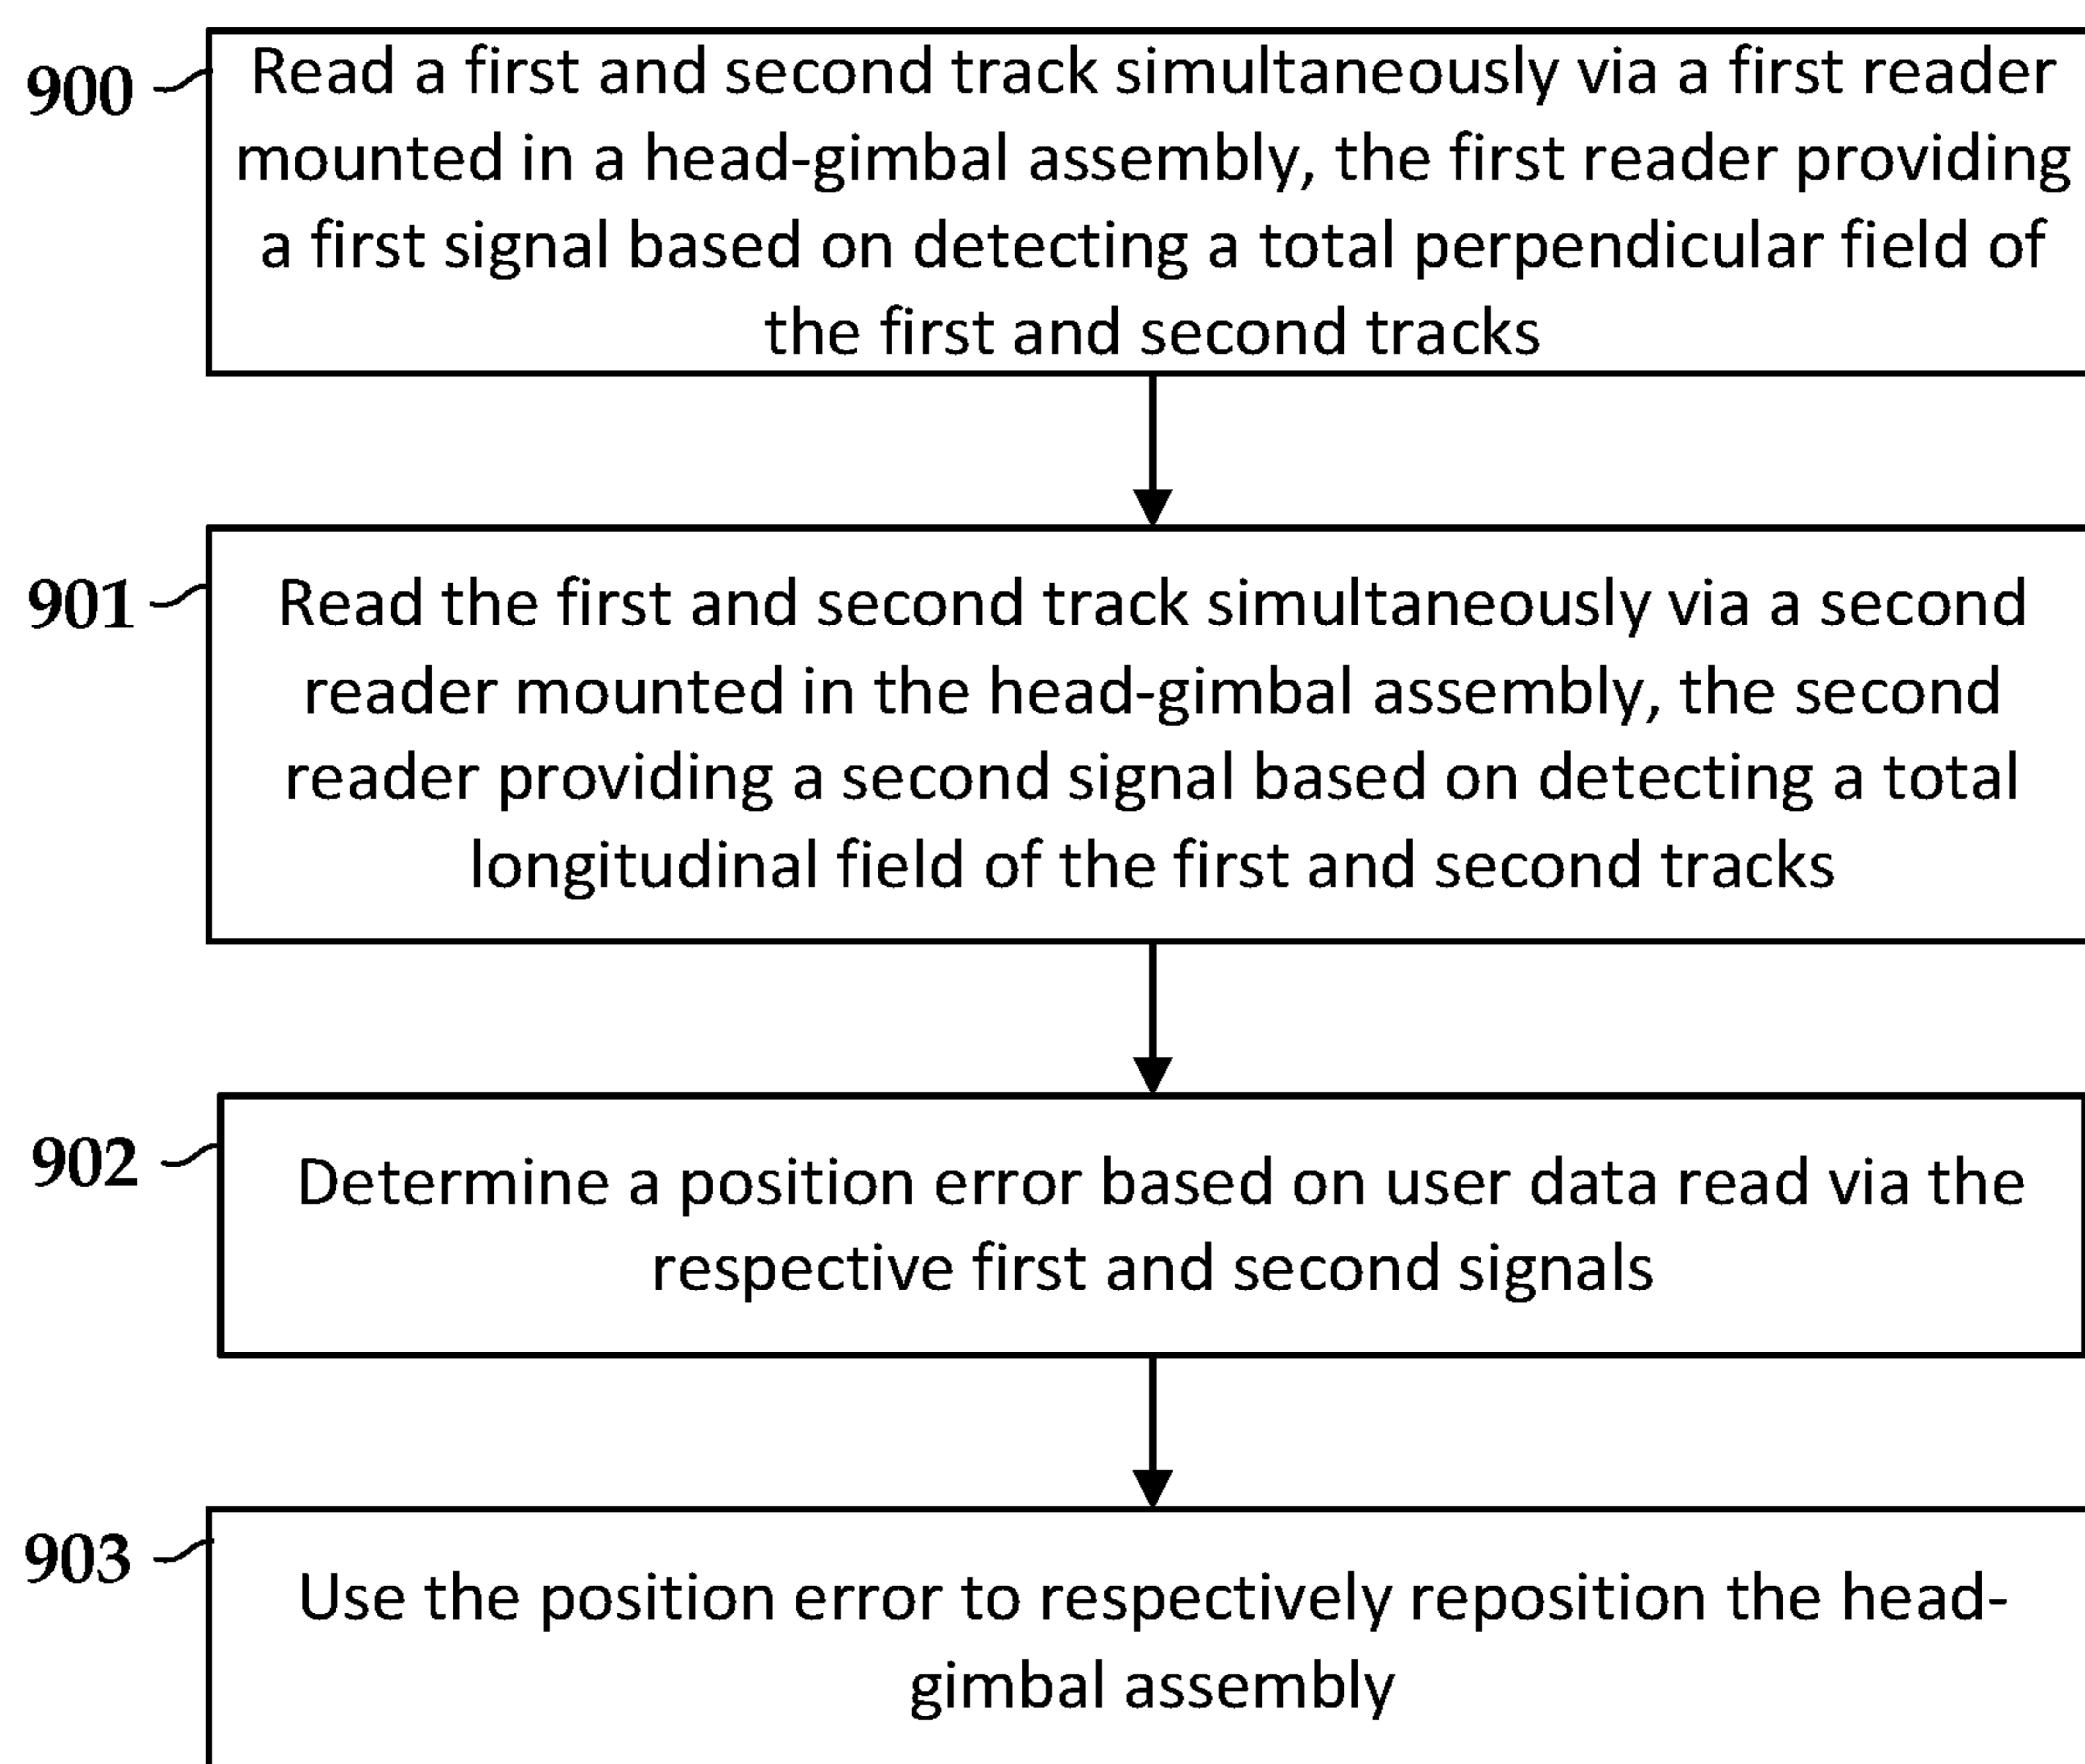 900
Read a first and second track simultaneously via a first reader
mounted in a head-gimbal assembly, the first reader providing
a first signal based on detecting a total perpendicular field of
the first and second tracks
901
Read the first and second track simultaneously via a second
reader mounted in the head-gimbal assembly, the second
reader providing a second signal based on detecting a total
longitudinal field of the first and second tracks
902
Determine a position error based on user data read via the
respective first and second signals
903
Use the position error to respectively reposition the head-
gimbal assembly